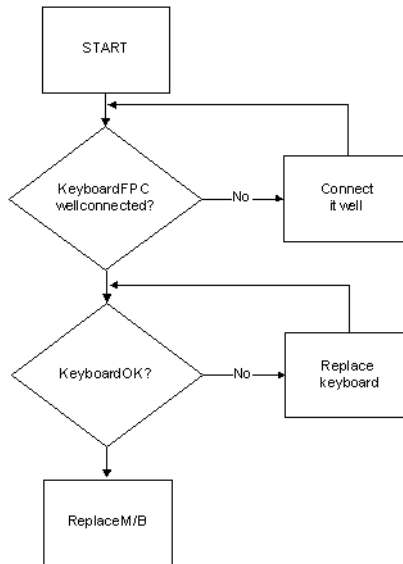 START
KeyboardFPC
wellconnected?
No
Connect
it well
KeyboardOK?
No
Replace
keyboard
ReplaceM/B